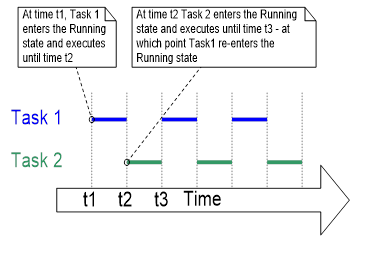 At time t1, Task 1
enters the Running
state and executes
until time t2
At time t2 Task 2 enters the Running
state and executes until time t3 - at
which point Task1 re-enters the
Running state
Task 1
Task 2
t1 t2 t3 Time